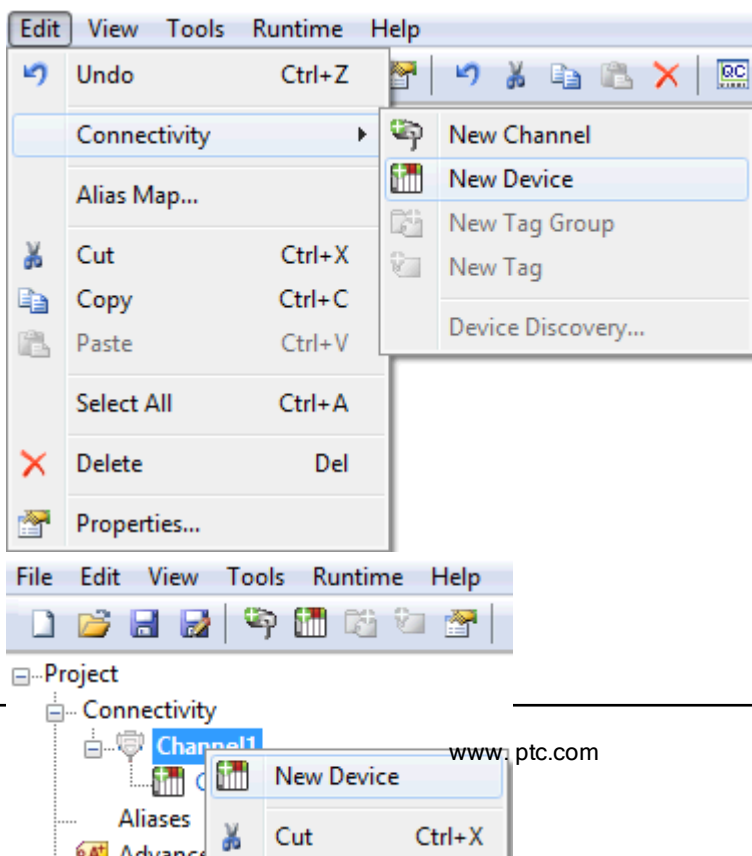 Edit View Tools Runtime Help
Undo Ctrl+Z
QC
Connectivity
New Channel
New Device
Alias Map...
New Tag Group
Cut Ctrl+X
New Tag
Copy Ctrl+C
Device Discovery...
Paste Ctrl+V
Select All Ctrl+A
Delete Del
Properties...
File Edit View Tools Runtime Help
Project
Connectivity
Channel1
www. ptc.com
New Device
Aliases
Cut Ctrl+X